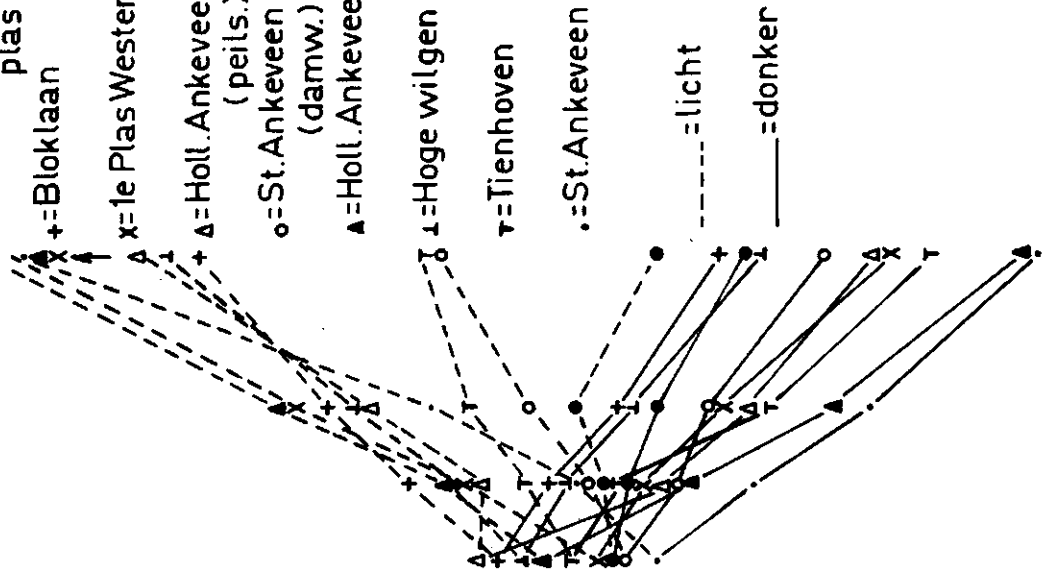 plas
+=Bloklaan
x=1e Plas Wester
△=Holl.Ankevee
(peils.)
o=St.Ankeveen
(damw.)
▲=Holl.Ankevee
⊥=Hoge wilgen
┬=Tienhoven
.=St.Ankeveen
----=licht
——=donker